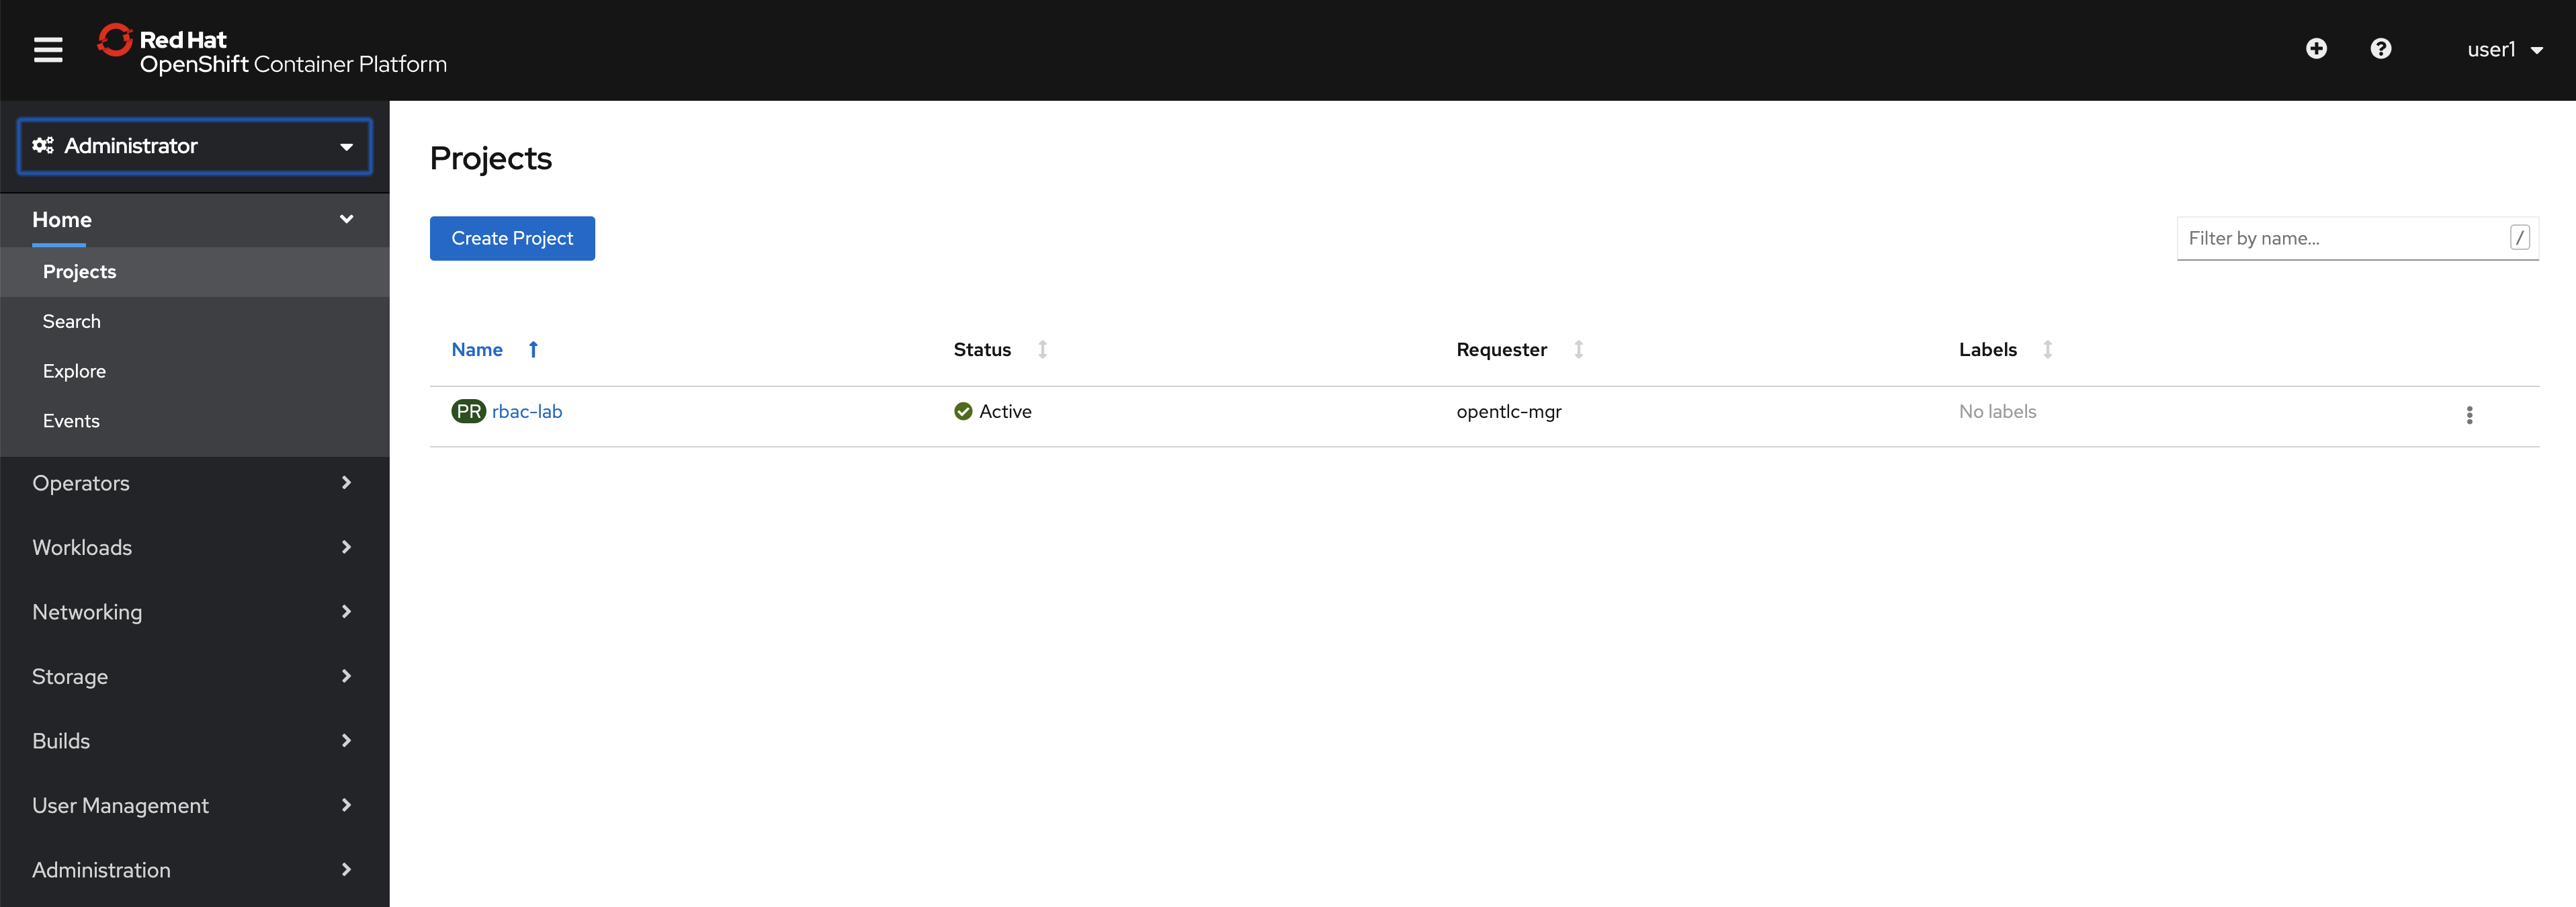 Red Hat
OpenShift Container Platform
user1
Administrator
Home
Projects
Search
Explore
Events
Operators
Workloads
Networking
Storage
Builds
User Management
Administration
Projects
Create Project
Filter by name... /
Name Status Requester Labels
PR rbac-lab Active opentlc-mgr No labels